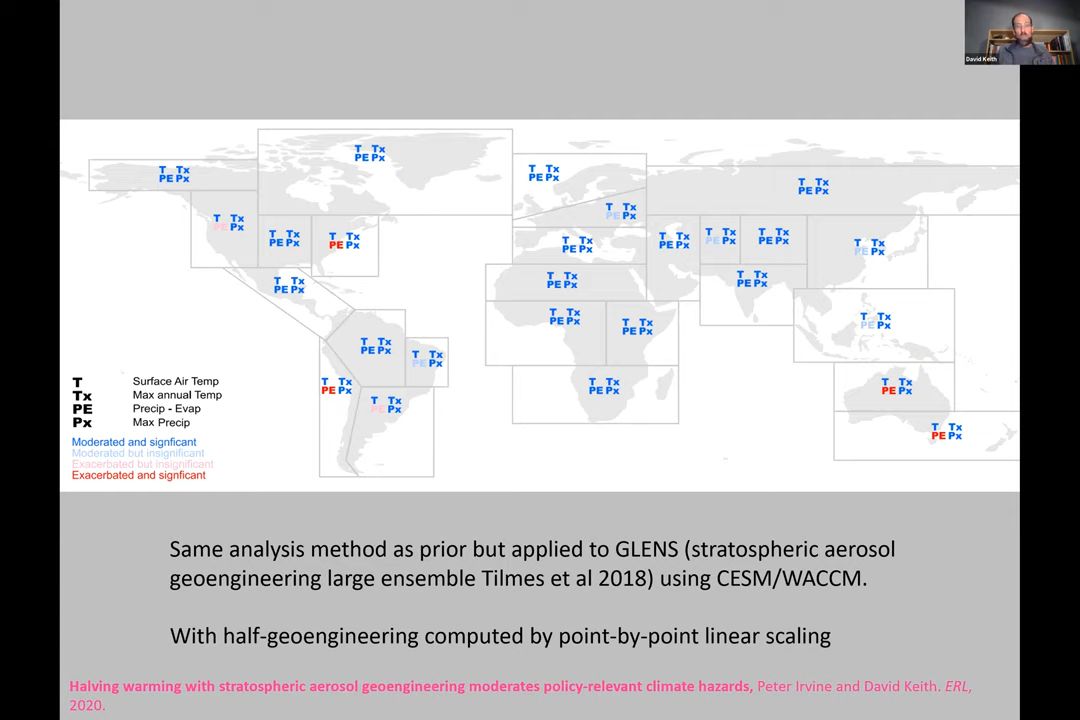 David Keith
T Tx
PE Px
T Tx
PE Px
T Tx
PE Px
T Tx
PE Px
T Tx
PE Px
T Tx
PE Px
T Tx
PE Px
T Tx
PE Px
T Tx
PE Px
T Tx
PE Px
T Tx
PE Px
T Tx
PE Px
T Tx
PE Px
T Tx
PE Px
T Tx
PE Px
T Tx
PE Px
T Tx
PE Px
T Tx
PE Px
T Tx
PE Px
T Tx
PE Px
T Tx
PE Px
T Tx
PE Px
T Tx
PE Px
T Tx
PE Px
T Tx
PE Px
T Tx
PE Px
T Surface Air Temp
Tx Max annual Temp
PE Precip - Evap
Px Max Precip
Moderated and signficant
Moderated but insignificant
Exacerbated but insignificant
Exacerbated and signficant
Same analysis method as prior but applied to GLENS (stratospheric aerosol
geoengineering large ensemble Tilmes et al 2018) using CESM/WACCM.
With half-geoengineering computed by point-by-point linear scaling
Halving warming with stratospheric aerosol geoengineering moderates policy-relevant climate hazards, Peter Irvine and David Keith. ERL,
2020.